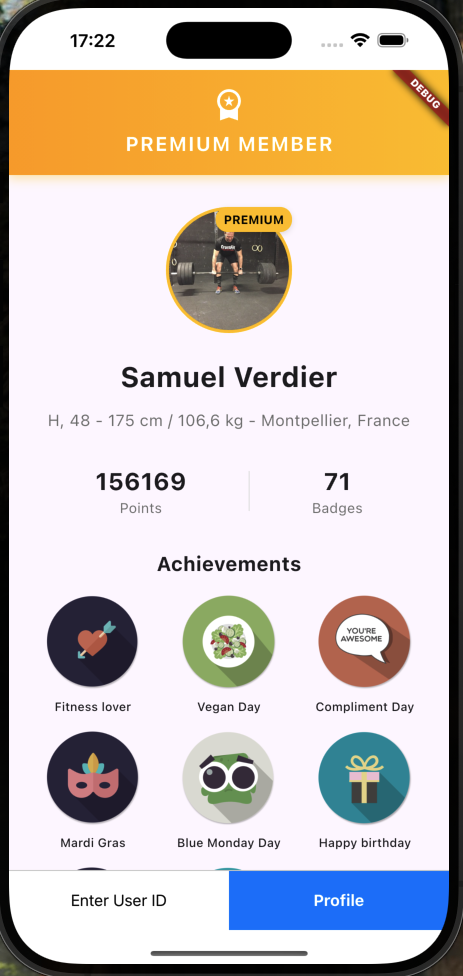 17:22
DEBUG
PREMIUM MEMBER
PREMIUM
Samuel Verdier
H, 48 - 175 cm / 106,6 kg - Montpellier, France
156169
71
Points
Badges
Achievements
YOU'RE
AWESOME
Fitness lover
Vegan Day
Compliment Day
Mardi Gras
Blue Monday Day
Happy birthday
Enter User ID
Profile